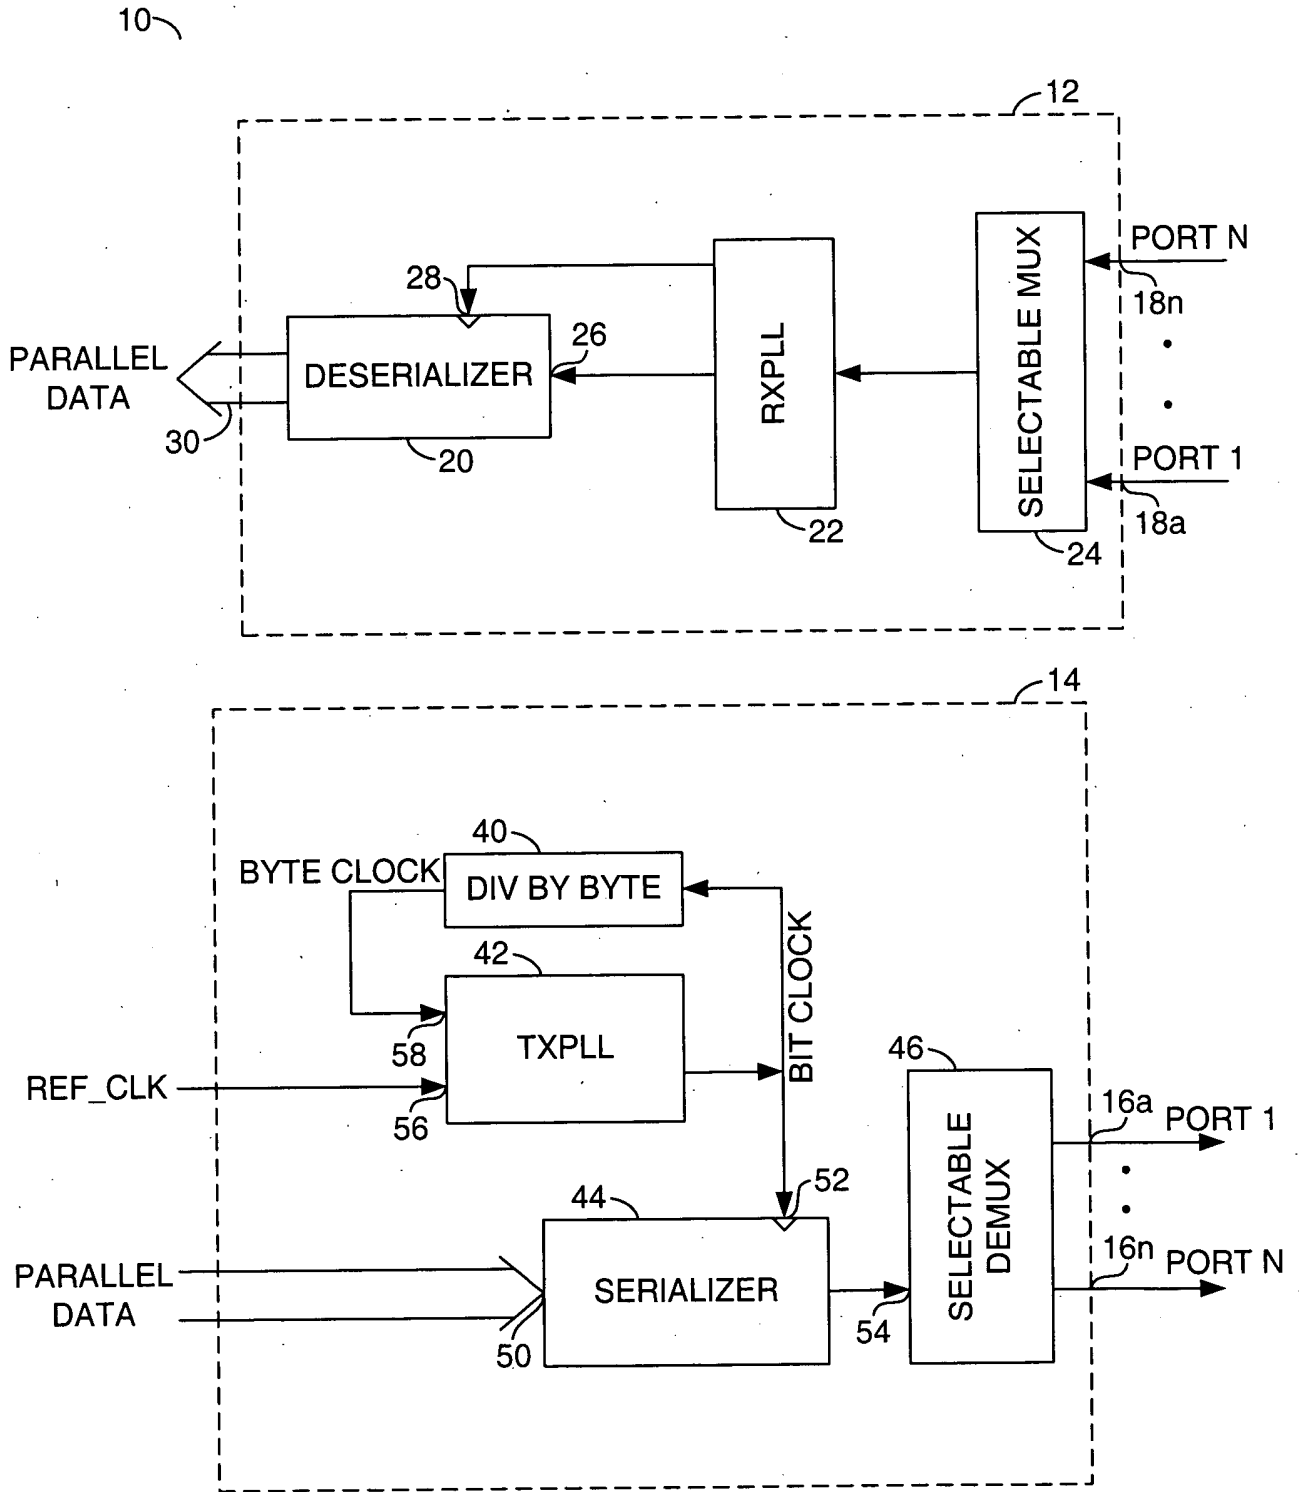 10
12
PORT N
18n
SELECTABLE MUX
28
26
RXPLL
PARALLEL
DATA
DESERIALIZER
30
20
22
PORT 1
18a
24
14
40
BYTE CLOCK
DIV BY BYTE
42
BIT CLOCK
58
TXPLL
46
REF_CLK
56
16a
PORT 1
SELECTABLE
DEMUX
52
44
16n
PORT N
PARALLEL
DATA
SERIALIZER
50
54